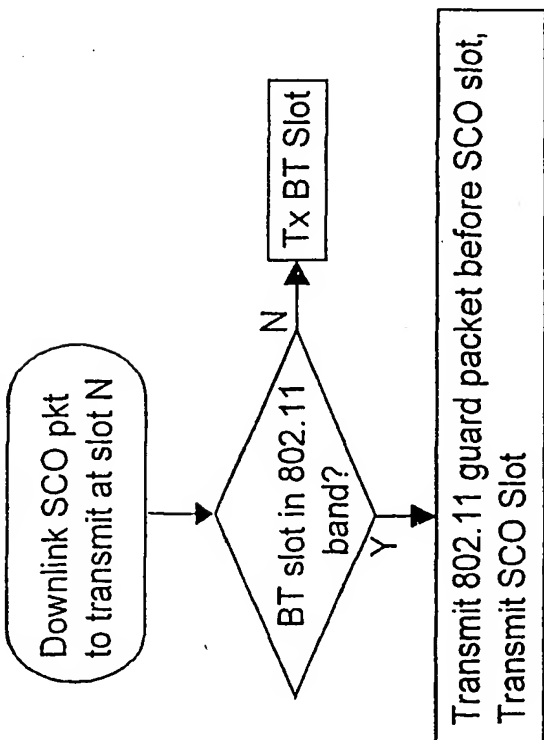 Downlink SCO pkt
to transmit at slot N
BT slot in 802.11
band?
N
Tx BT Slot
Y
Transmit 802.11 guard packet before SCO slot,
Transmit SCO Slot